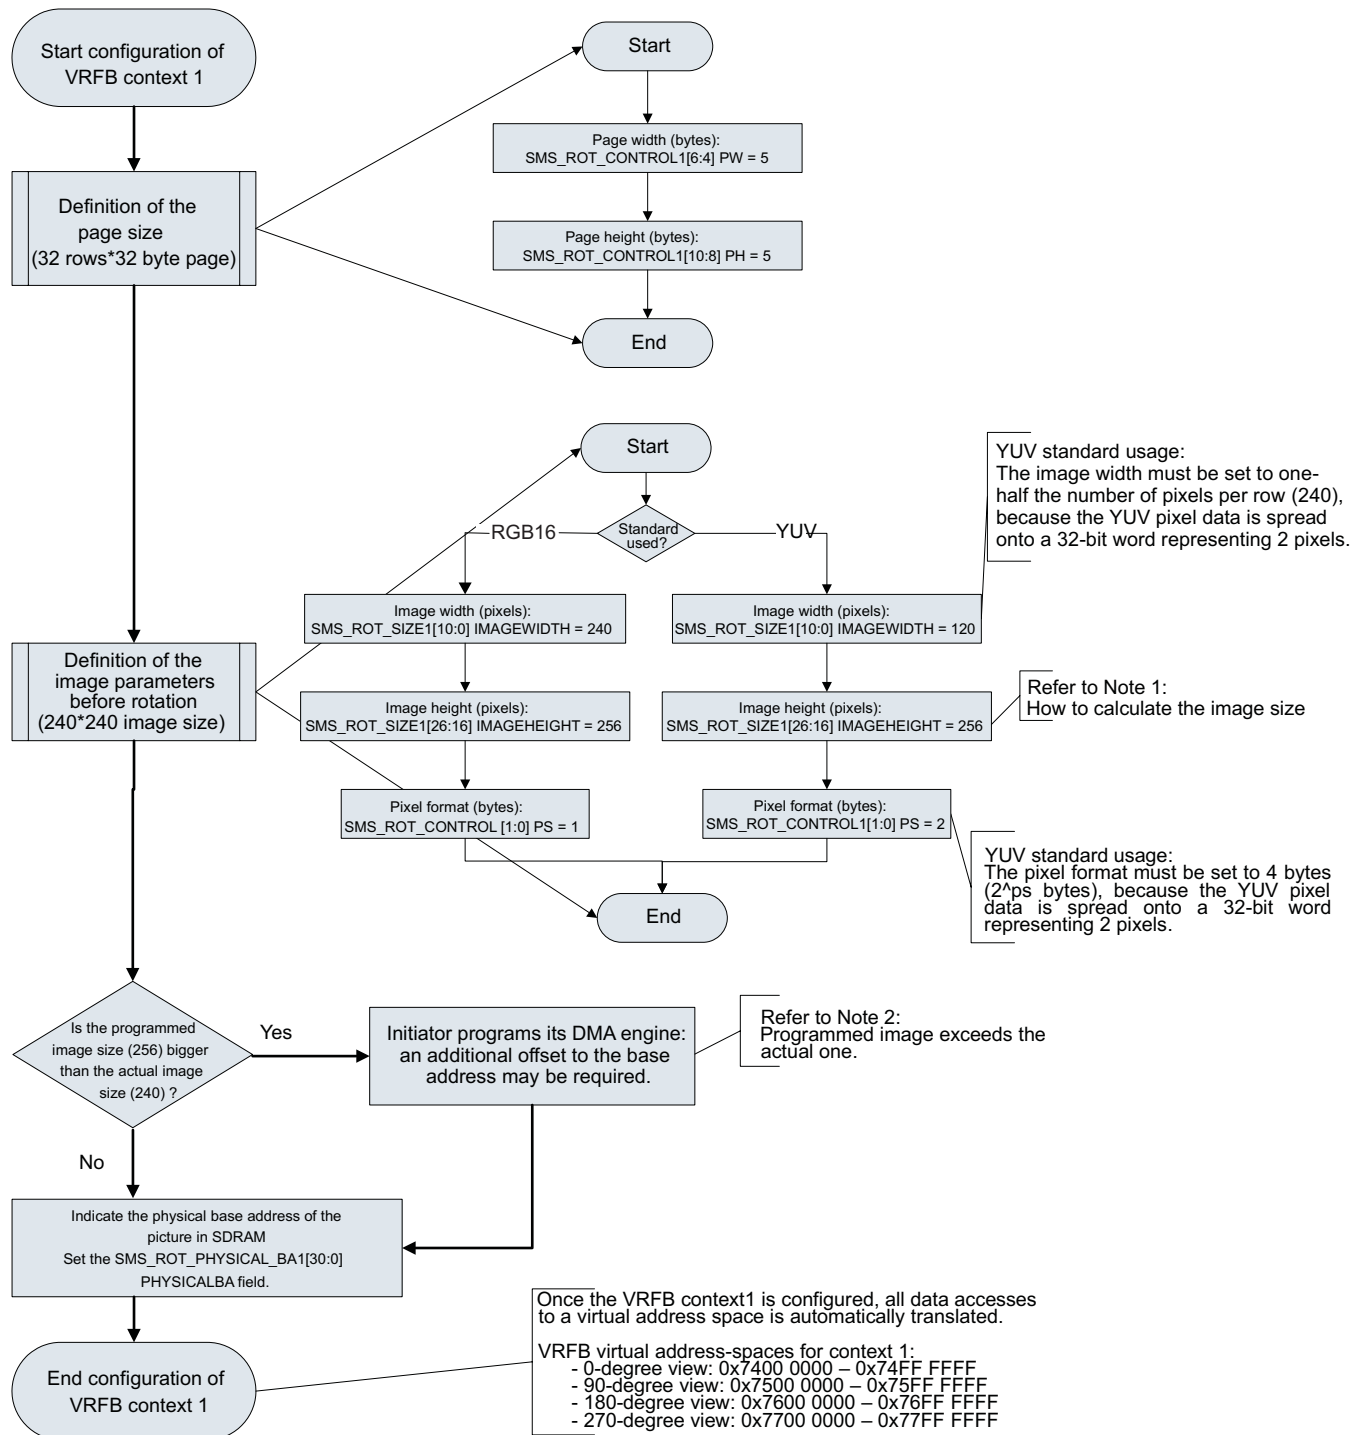 Start configuration of
VRFB context 1
Start
Page width (bytes):
SMS_ROT_CONTROL1[6:4] PW = 5
Definition of the
page size
(32 rows*32 byte page)
Page height (bytes):
SMS_ROT_CONTROL1[10:8] PH = 5
End
Start
YUV standard usage:
The image width must be set to one-
half the number of pixels per row (240),
because the YUV pixel data is spread
onto a 32-bit word representing 2 pixels.
Standard
used?
RGB16
YUV
Image width (pixels):
SMS_ROT_SIZE1[10:0] IMAGEWIDTH = 240
Image width (pixels):
SMS_ROT_SIZE1[10:0] IMAGEWIDTH = 120
Definition of the
image parameters
before rotation
(240*240 image size)
Image height (pixels):
SMS_ROT_SIZE1[26:16] IMAGEHEIGHT = 256
Image height (pixels):
SMS_ROT_SIZE1[26:16] IMAGEHEIGHT = 256
Refer to Note 1:
How to calculate the image size
Pixel format (bytes):
SMS_ROT_CONTROL [1:0] PS = 1
Pixel format (bytes):
SMS_ROT_CONTROL1[1:0] PS = 2
YUV standard usage:
The pixel format must be set to 4 bytes
(2^ps bytes), because the YUV pixel
data is spread onto a 32-bit word
representing 2 pixels.
End
Is the programmed
image size (256) bigger
than the actual image
size (240) ?
Yes
Initiator programs its DMA engine:
an additional offset to the base
address may be required.
Refer to Note 2:
Programmed image exceeds the
actual one.
No
Indicate the physical base address of the
picture in SDRAM
Set the SMS_ROT_PHYSICAL_BA1[30:0]
PHYSICALBA field.
Once the VRFB context1 is configured, all data accesses
to a virtual address space is automatically translated.
VRFB virtual address-spaces for context 1:
- 0-degree view: 0x7400 0000 – 0x74FF FFFF
- 90-degree view: 0x7500 0000 – 0x75FF FFFF
- 180-degree view: 0x7600 0000 – 0x76FF FFFF
- 270-degree view: 0x7700 0000 – 0x77FF FFFF
End configuration of
VRFB context 1